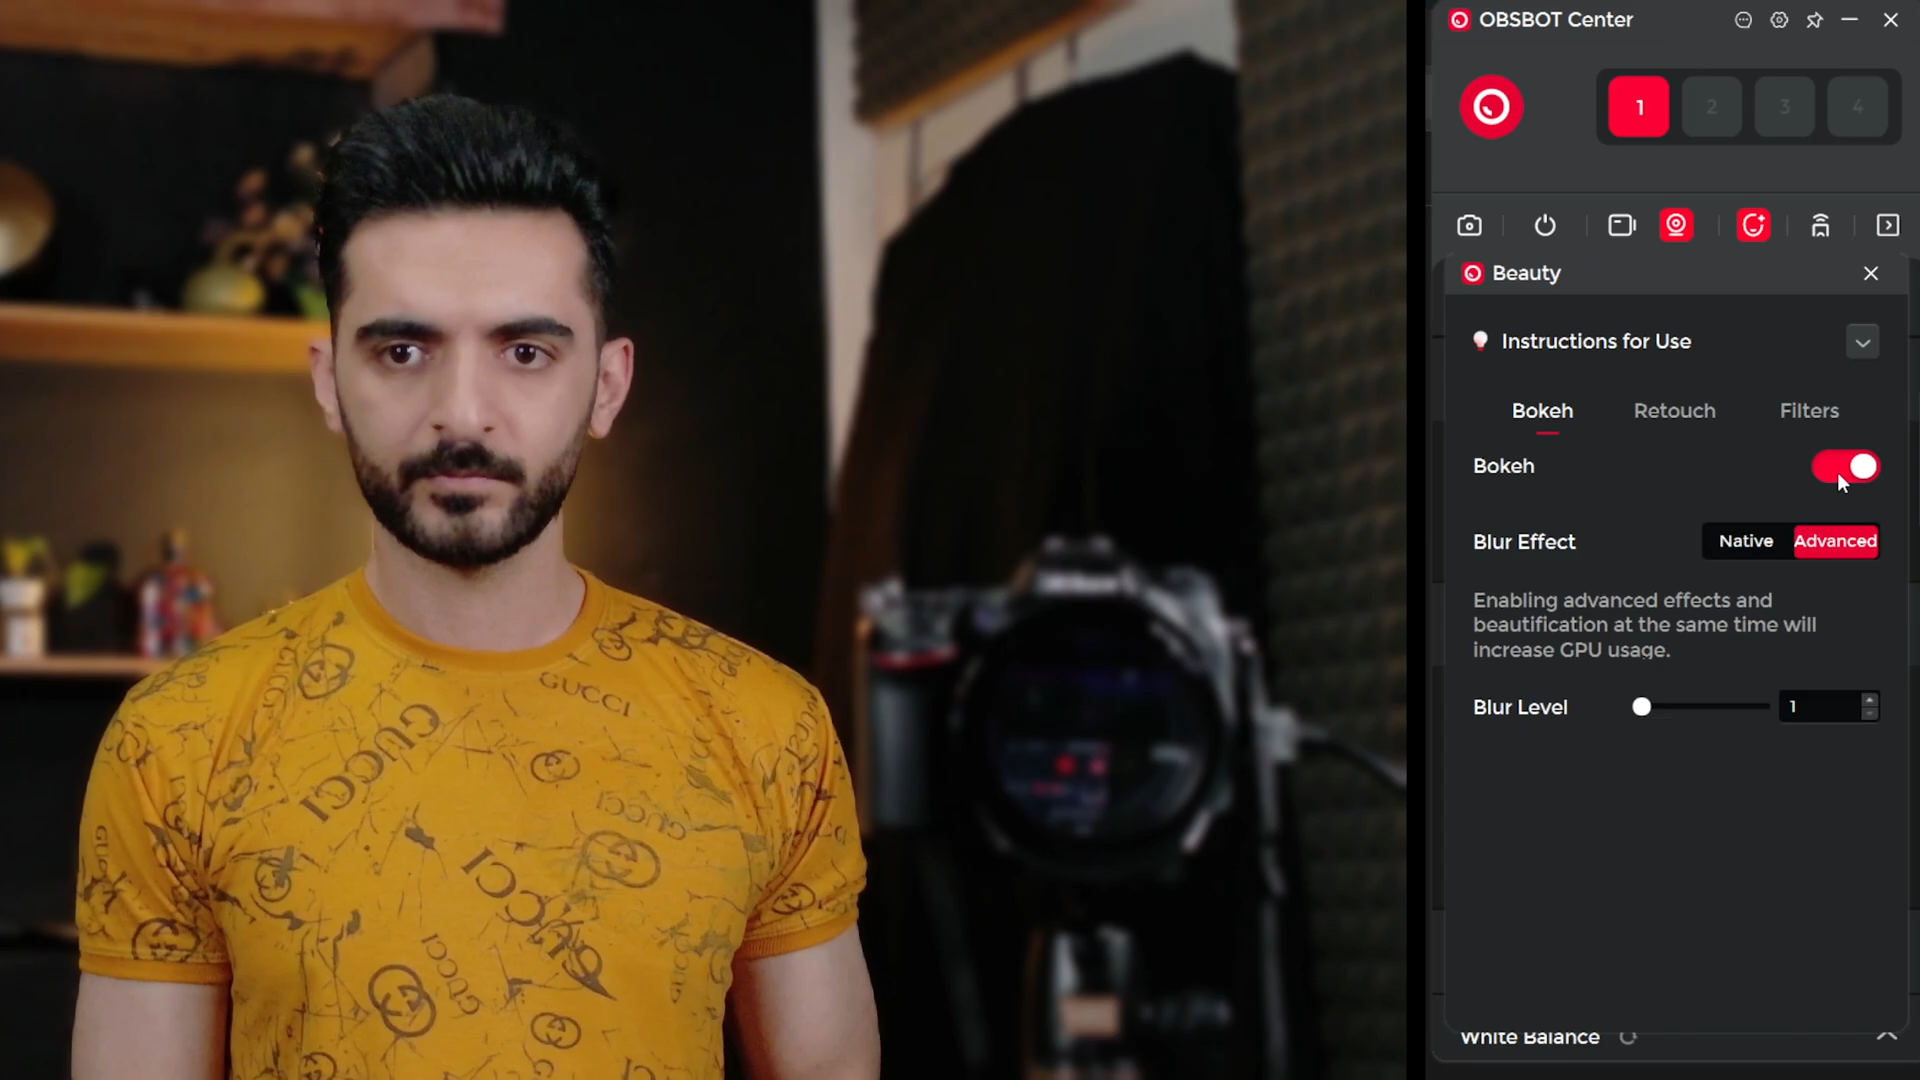 OBSBOT Center
1
2
3
4
Beauty
Instructions for Use
Bokeh
Retouch
Filters
Bokeh
Blur Effect
Native
Advanced
Enabling advanced effects and
beautification at the same time will
increase GPU usage.
Blur Level
1
White Balance
GUCCI
GUCCI
GUCCI
GUCCI
GUCCI
GUCCI